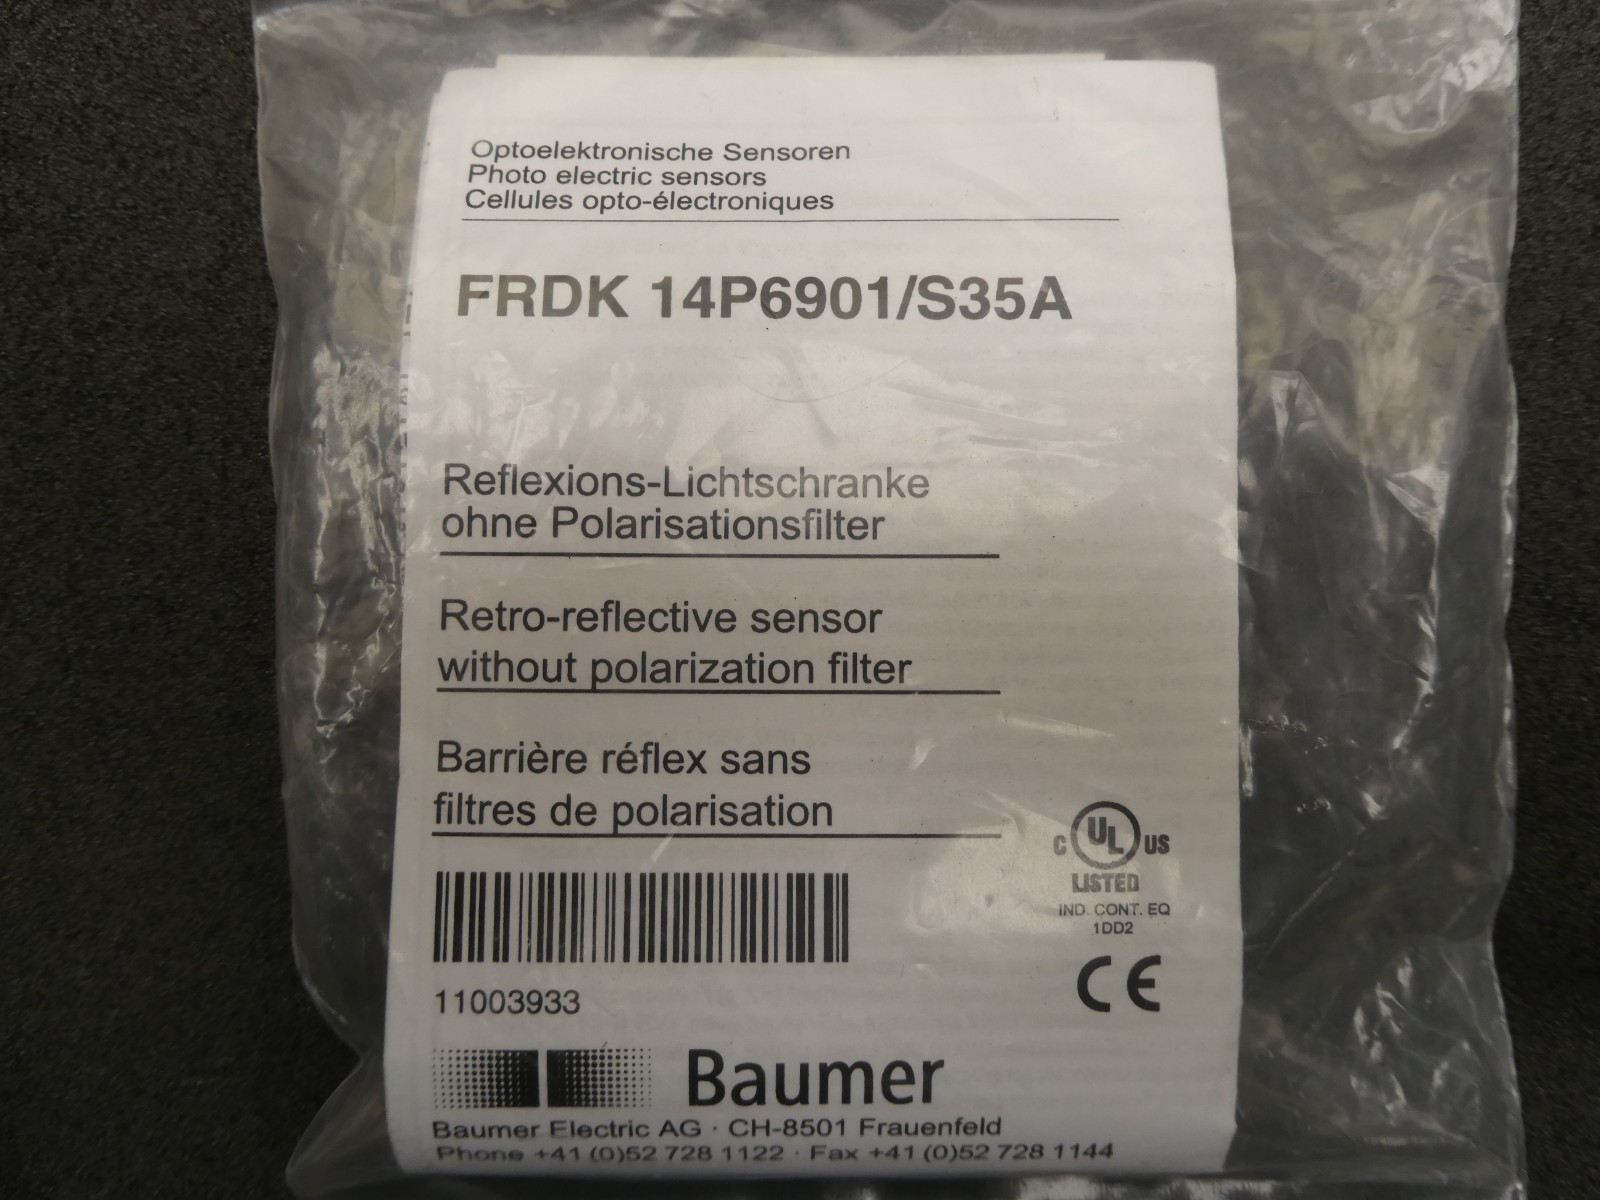 Optoelektronische Sensoren
Photo electric sensors
Cellules opto-électroniques
FRDK 14P6901/S35A
Reflexions-Lichtschranke
ohne Polarisationsfilter
Retro-reflective sensor
without polarization filter
Barrière réflex sans
filtres de polarisation
C UL US
LISTED
IND. CONT. EQ
1DD2
CE
11003933
Baumer
Baumer Electric AG · CH-8501 Frauenfeld
Phone +41 (0)52 728 1122 · Fax +41 (0)52 728 1144